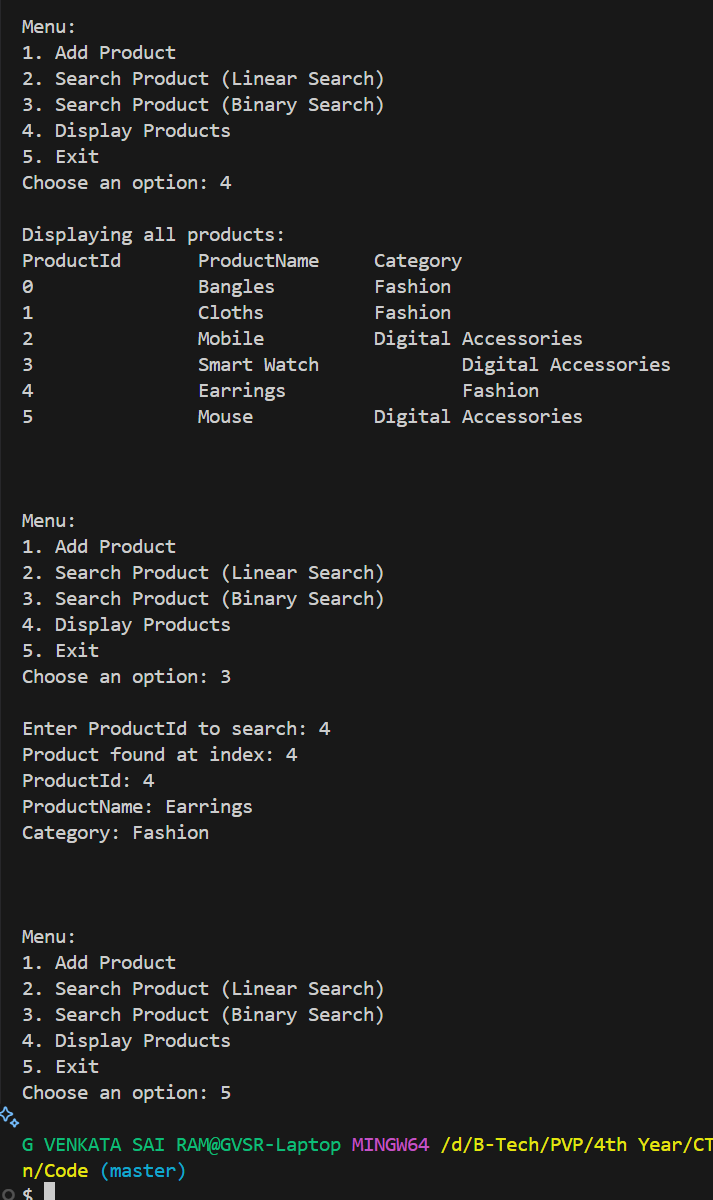 Menu:
1. Add Product
2. Search Product (Linear Search)
3. Search Product (Binary Search)
4. Display Products
5. Exit
Choose an option: 4
Displaying all products:
ProductId ProductName Category
0 Bangles Fashion
1 Cloths Fashion
2 Mobile Digital Accessories
3 Smart Watch Digital Accessories
4 Earrings Fashion
5 Mouse Digital Accessories
Menu:
1. Add Product
2. Search Product (Linear Search)
3. Search Product (Binary Search)
4. Display Products
5. Exit
Choose an option: 3
Enter ProductId to search: 4
Product found at index: 4
ProductId: 4
ProductName: Earrings
Category: Fashion
Menu:
1. Add Product
2. Search Product (Linear Search)
3. Search Product (Binary Search)
4. Display Products
5. Exit
Choose an option: 5
G VENKATA SAI RAM@GVSR-Laptop MINGW64 /d/B-Tech/PVP/4th Year/CT
n/Code (master)
$